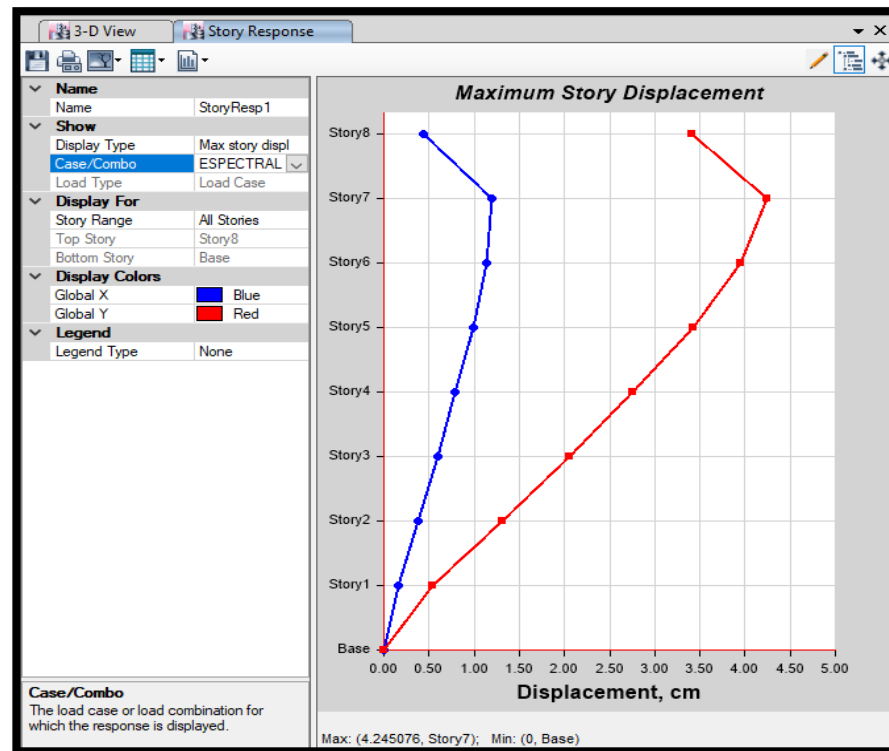 3-D View
Story Response
Name
Name StoryResp1
Show
Display Type Max story displ
Case/Combo ESPECTRAL
Load Type Load Case
Display For
Story Range All Stories
Top Story Story8
Bottom Story Base
Display Colors
Global X Blue
Global Y Red
Legend
Legend Type None
Case/Combo
The load case or load combination for
which the response is displayed.
Maximum Story Displacement
Story8
Story7
Story6
Story5
Story4
Story3
Story2
Story1
Base
0.00 0.50 1.00 1.50 2.00 2.50 3.00 3.50 4.00 4.50 5.00
Displacement, cm
Max: (4.245076, Story7); Min: (0, Base)